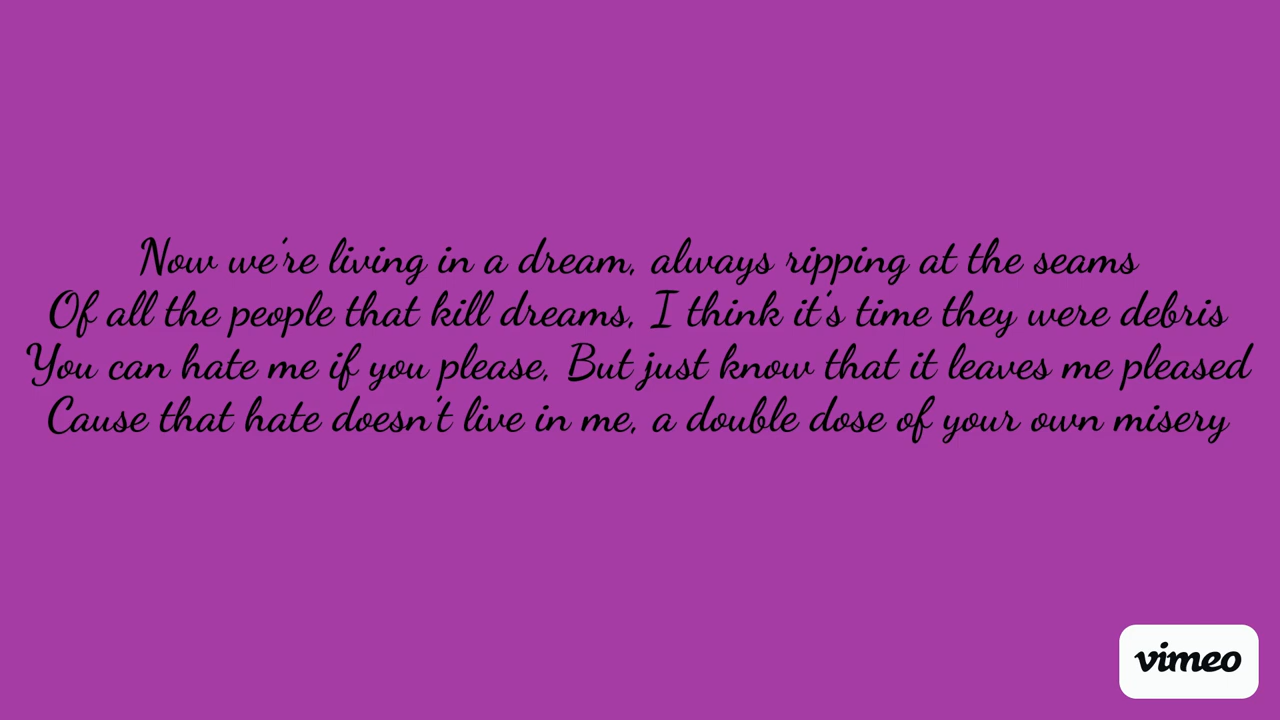 Now we're living in a dream, always ripping at the seams
Of all the people that kill dreams, I think it's time they were debris
You can hate me if you please, But just know that it leaves me pleased
Cause that hate doesn't live in me, a double dose of your own misery
vimeo